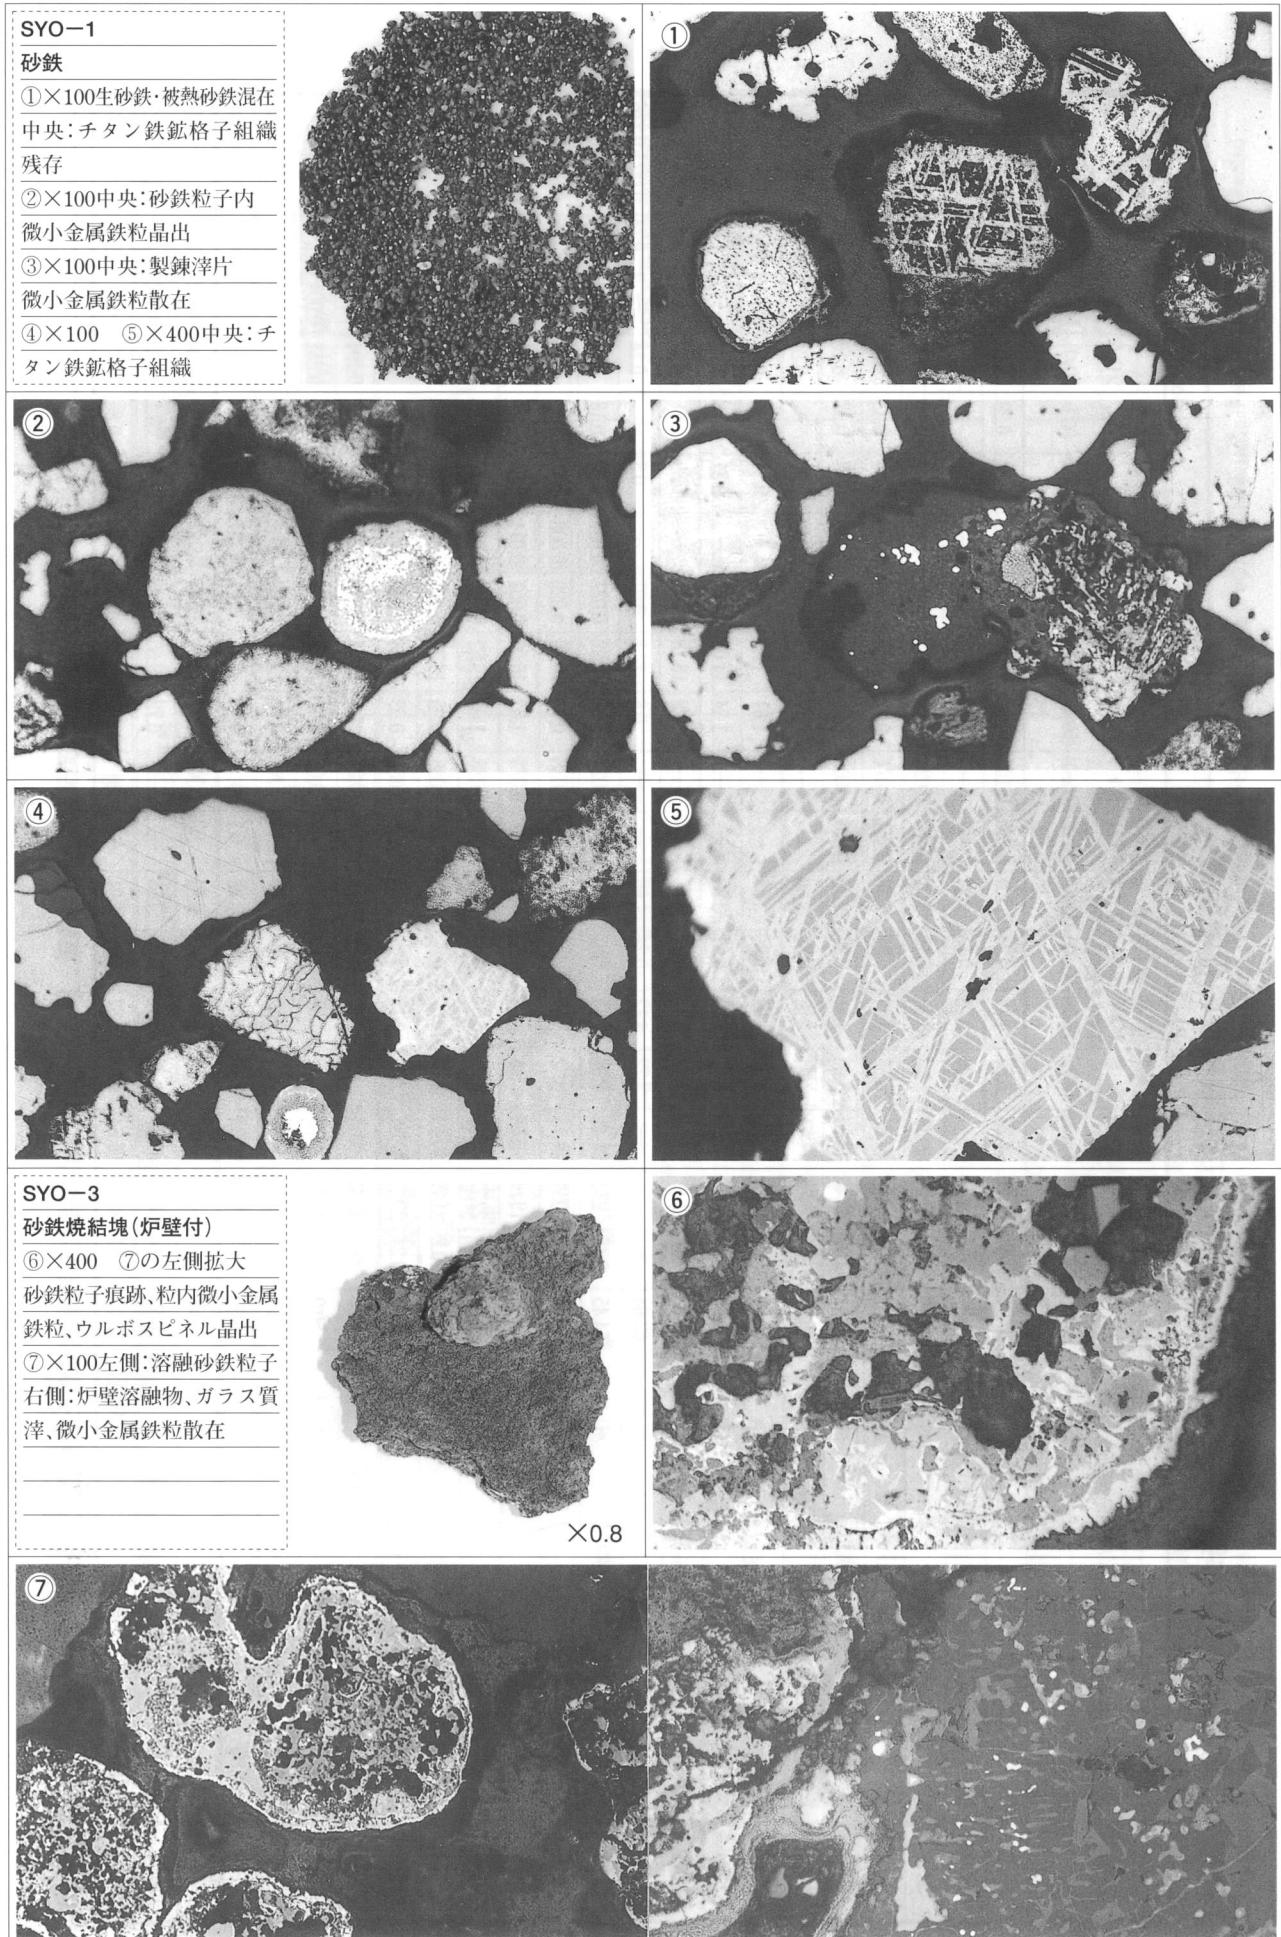 SYO-1
砂鉄
①×100生砂鉄・被熱砂鉄混在
中央:チタン鉄鉱格子組織
残存
②×100中央:砂鉄粒子内
微小金属鉄粒晶出
③×100中央:製錬滓片
微小金属鉄粒散在
④×100 ⑤×400中央:チ
タン鉄鉱格子組織
①
②
③
④
⑤
SYO-3
砂鉄焼結塊(炉壁付)
⑥×400 ⑦の左側拡大
砂鉄粒子痕跡、粒内微小金属
鉄粒、ウルボスピネル晶出
⑦×100左側:溶融砂鉄粒子
右側:炉壁溶融物、ガラス質
滓、微小金属鉄粒散在
×0.8
⑥
⑦